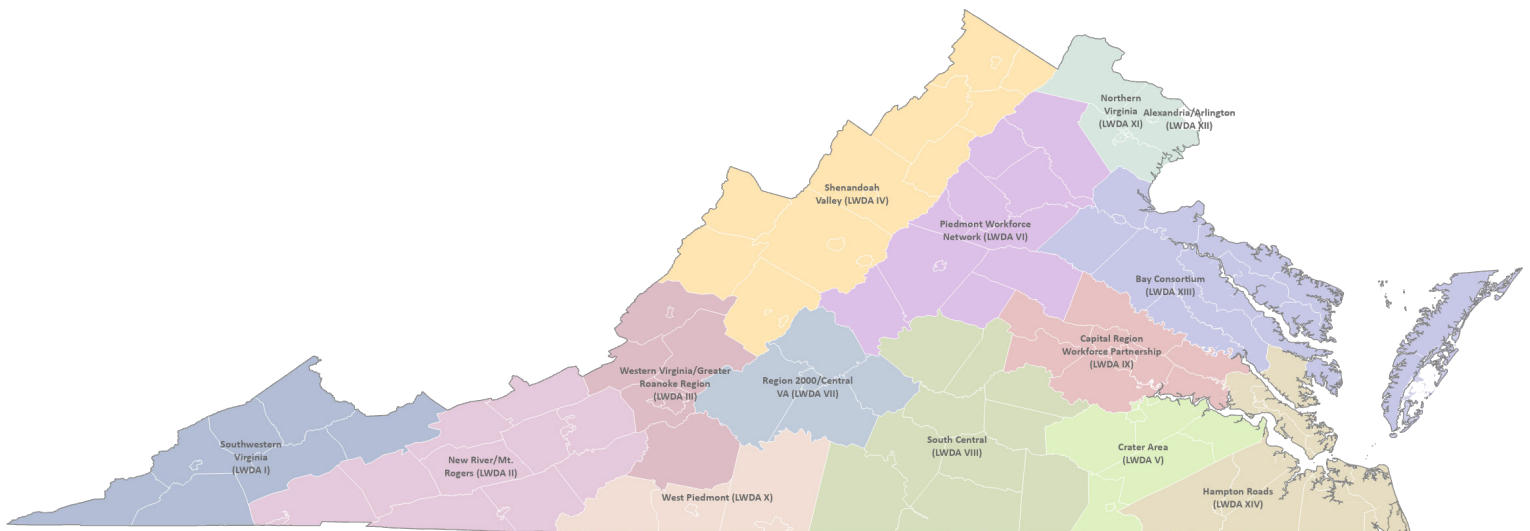 Northern
Virginia
(LWDA XI)
Alexandria/Arlington
(LWDA XII)
Shenandoah
Valley (LWDA IV)
Piedmont Workforce
Network (LWDA VI)
Bay Consortium
(LWDA XIII)
Capital Region
Workforce Partnership
(LWDA IX)
Western Virginia/Greater
Roanoke Region
(LWDA III)
Region 2000/Central
VA (LWDA VII)
Southwestern
Virginia
(LWDA I)
New River/Mt.
Rogers (LWDA II)
South Central
(LWDA VIII)
Crater Area
(LWDA V)
West Piedmont (LWDA X)
Hampton Roads
(LWDA XIV)